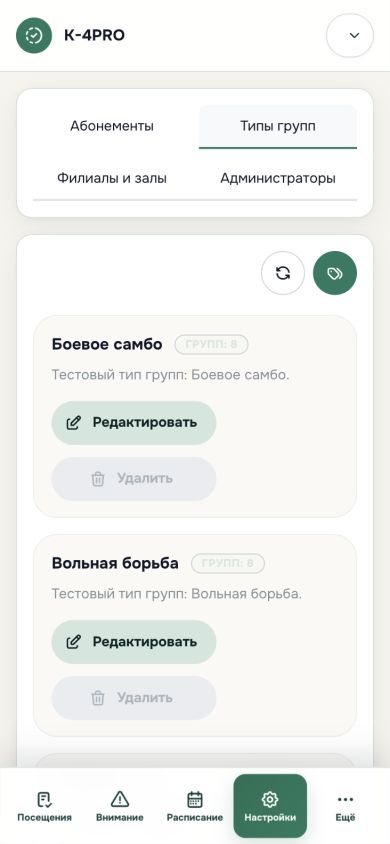 K-4PRO
Абонементы Типы групп
Филиалы и залы Администраторы
Боевое самбо ГРУПП: 8
Тестовый тип групп: Боевое самбо.
Редактировать
Удалить
Вольная борьба ГРУПП: 8
Тестовый тип групп: Вольная борьба.
Редактировать
Удалить
Посещения Внимание Расписание Настройки Ещё